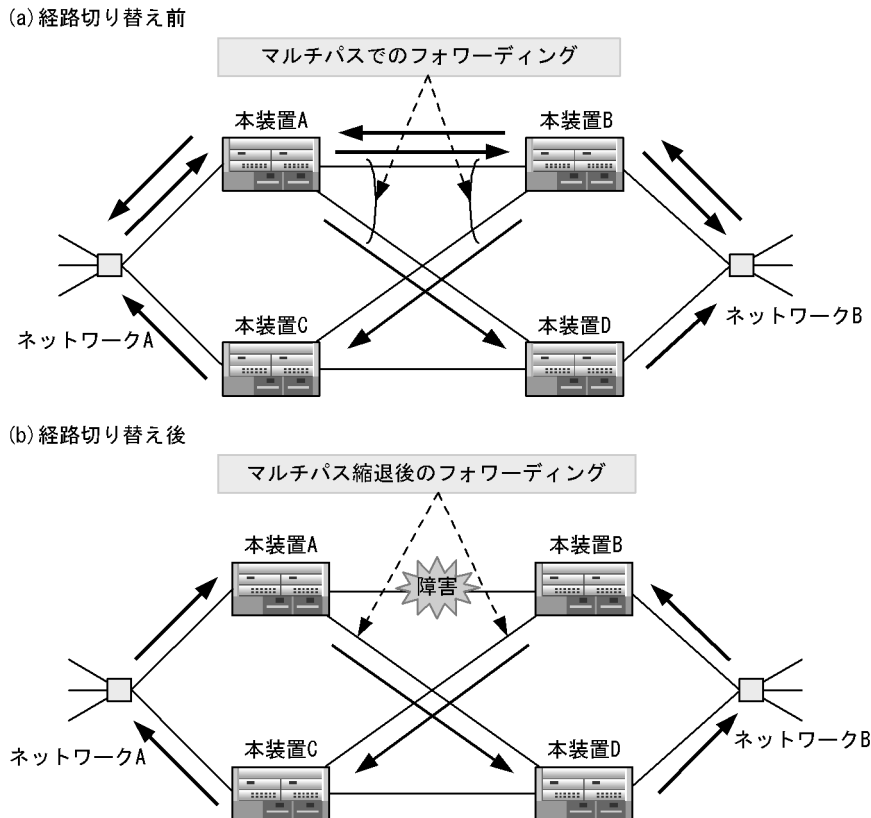 (a)経路切り替え前
マルチパスでのフォワーディング
本装置A
本装置B
ネットワークA
本装置C
本装置D
ネットワークB
(b)経路切り替え後
マルチパス縮退後のフォワーディング
本装置A
障害
本装置B
ネットワークA
本装置C
本装置D
ネットワークB